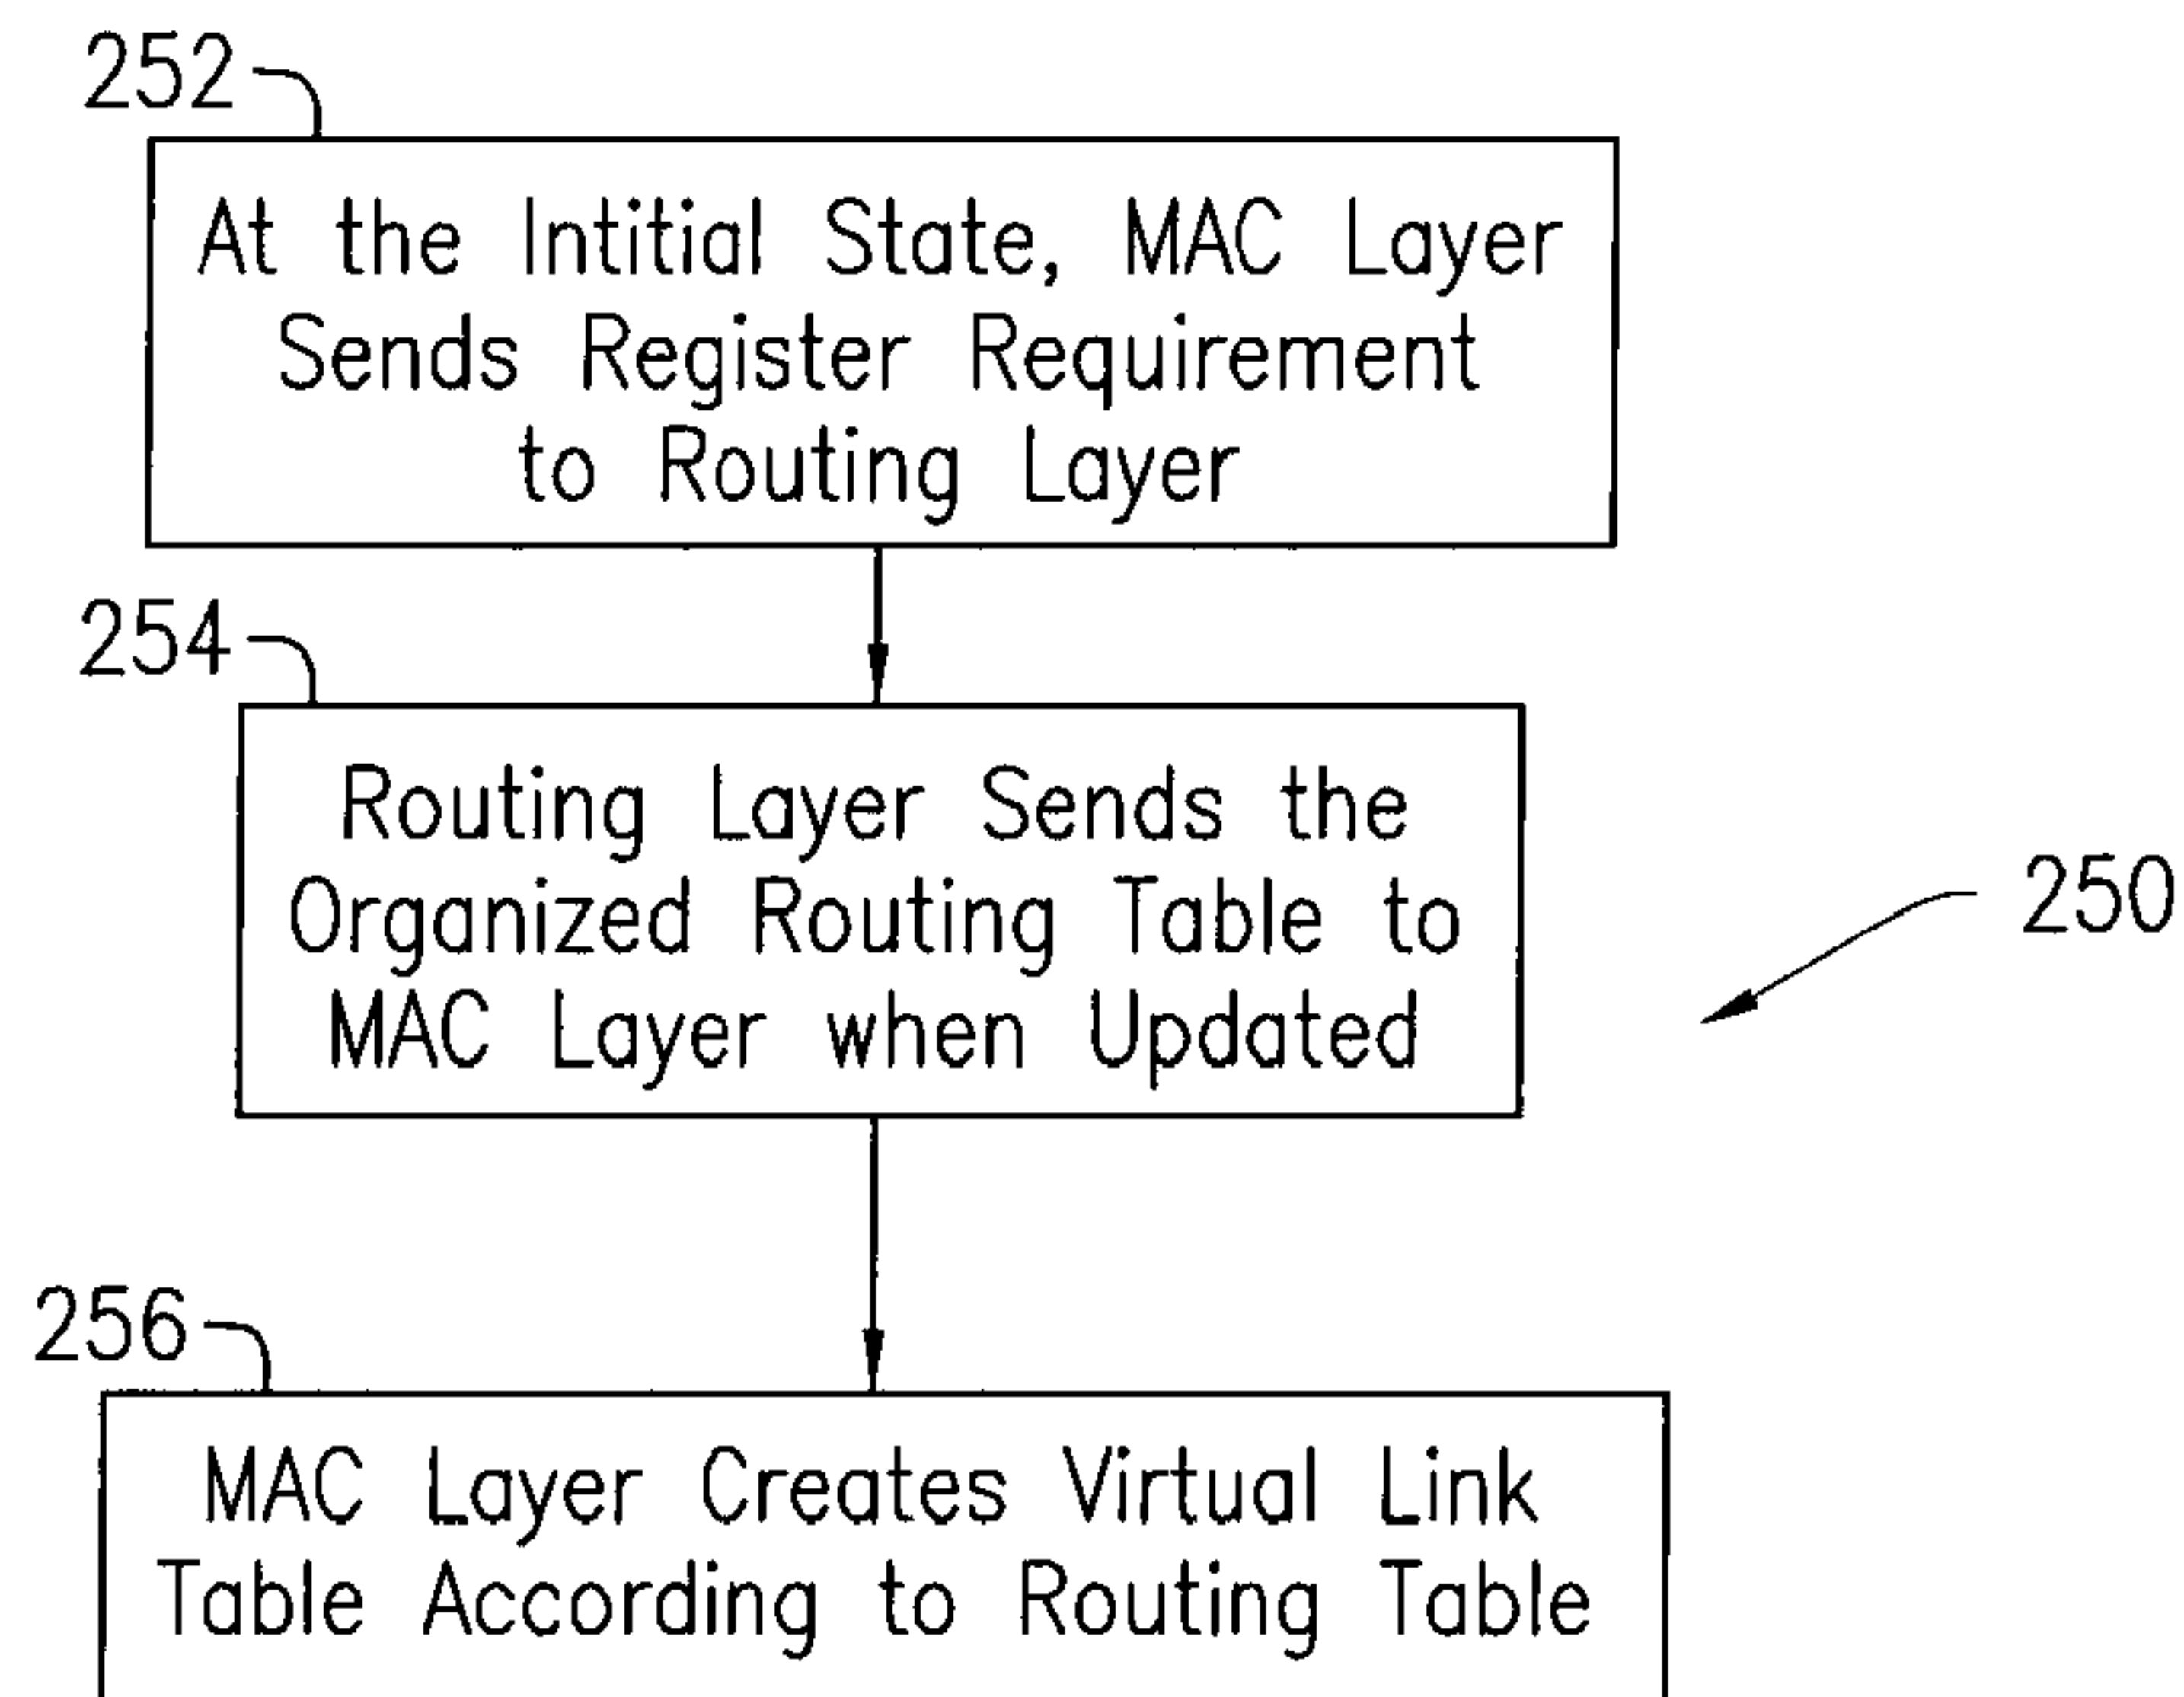 252
At the Intitial State, MAC Layer
Sends Register Requirement
to Routing Layer
254
Routing Layer Sends the
Organized Routing Table to
MAC Layer when Updated
250
256
MAC Layer Creates Virtual Link
Table According to Routing Table